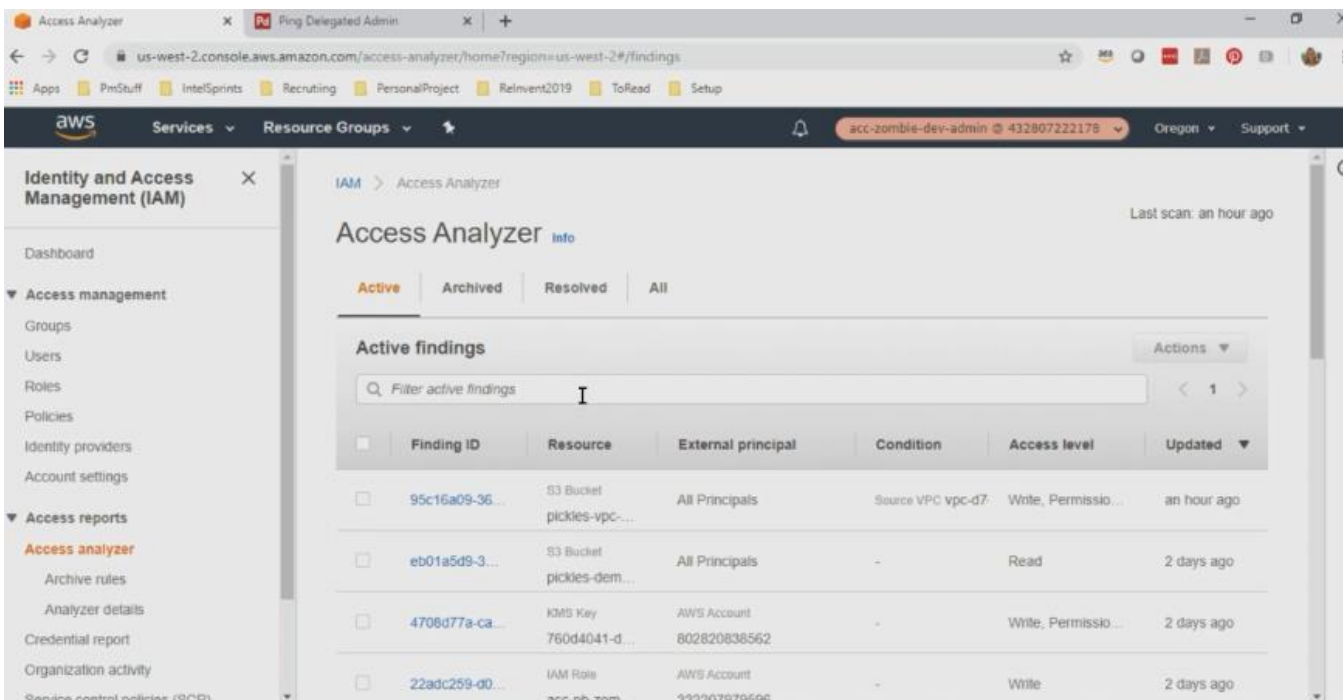 Access Analyzer
Ping Delegated Admin
us-west-2.console.aws.amazon.com/access-analyzer/home?region=us-west-2#/findings
Apps PmStuff IntelSprints Recruting PersonalProject ReInvent2019 ToRead Setup
aws Services Resource Groups acc-zombie-dev-admin @ 432807222178 Oregon Support
Identity and Access
Management (IAM)
Dashboard
Access management
Groups
Users
Roles
Policies
Identity providers
Account settings
Access reports
Access analyzer
Archive rules
Analyzer details
Credential report
Organization activity
Service control policies (SCP)
IAM > Access Analyzer
Last scan: an hour ago
Access Analyzer Info
Active Archived Resolved All
Active findings Actions
Filter active findings
< 1 >
Finding ID Resource External principal Condition Access level Updated
S3 Bucket
95c16a09-36... pickles-vpc-... All Principals Source VPC vpc-d7 Write, Permissio... an hour ago
S3 Bucket
eb01a5d9-3... pickles-dem... All Principals - Read 2 days ago
KMS Key AWS Account
4708d77a-ca... 760d4041-d... 802820838562 - Write, Permissio... 2 days ago
IAM Role AWS Account
22adc259-d0... - Write 2 days ago